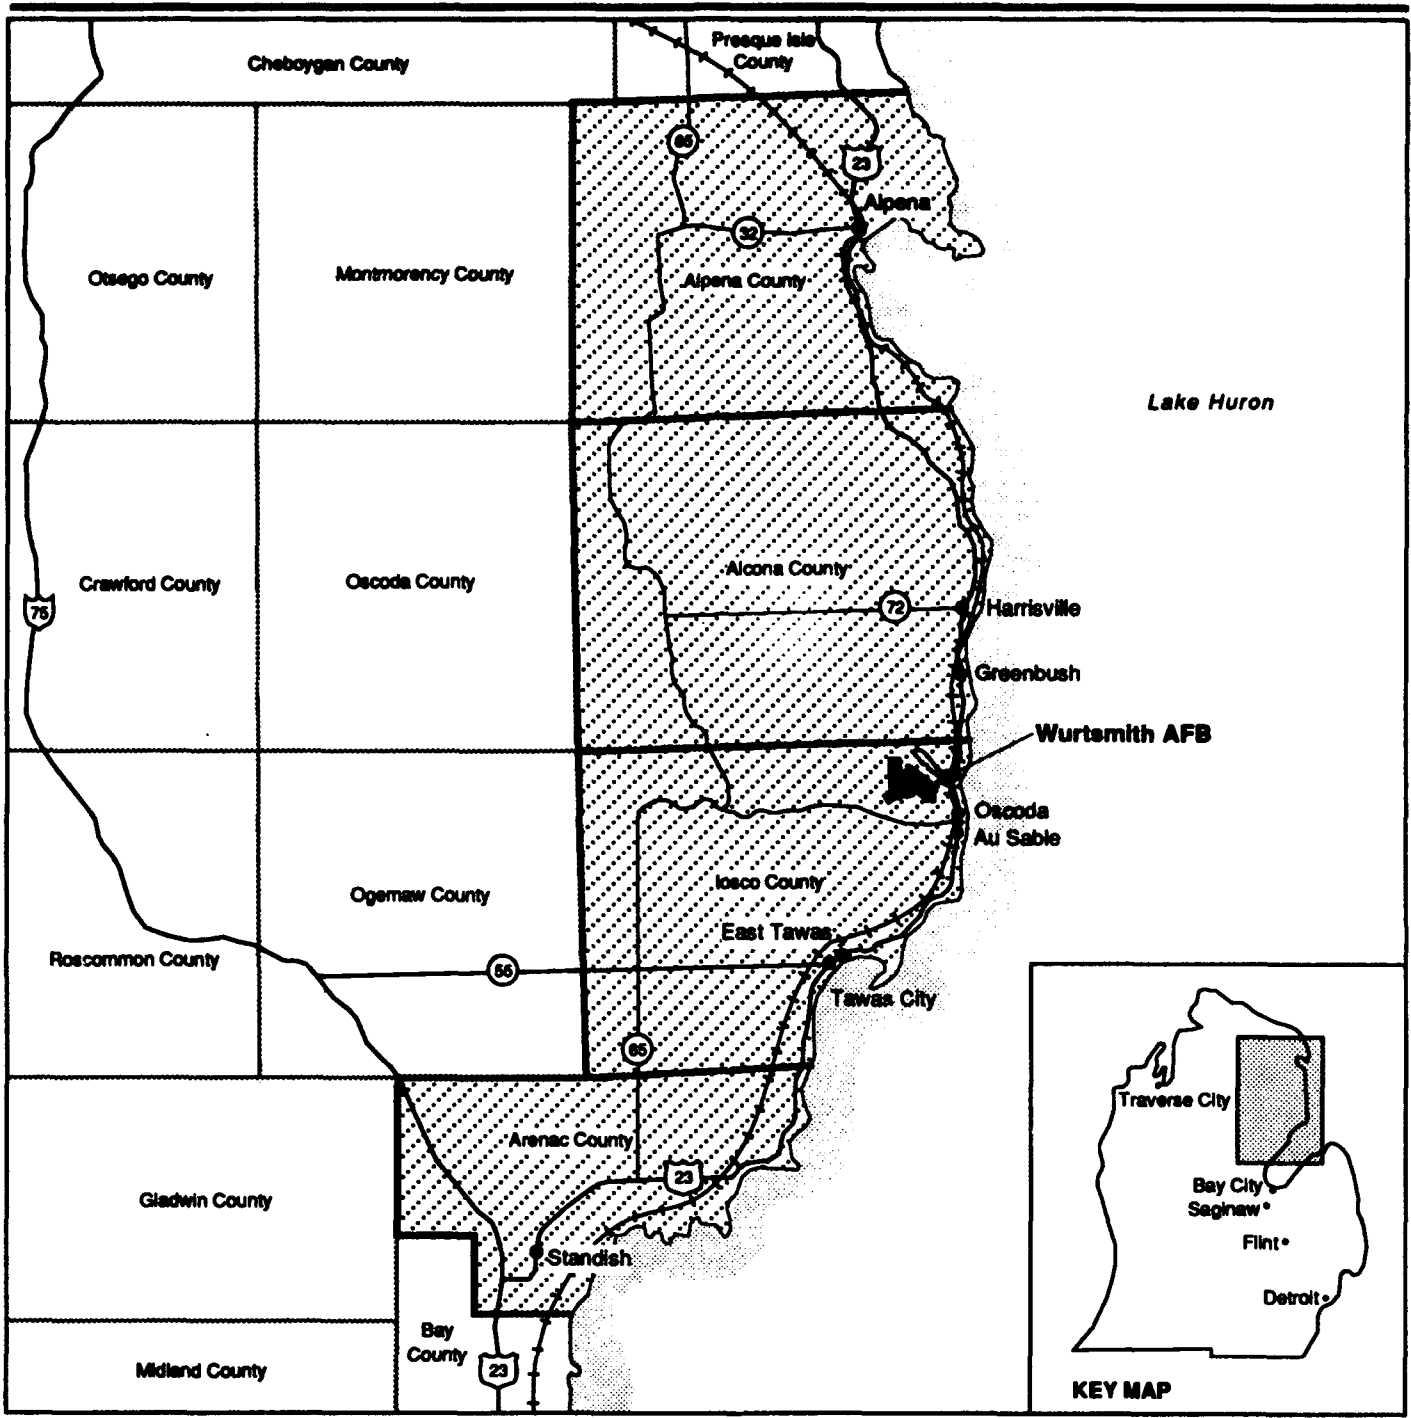 Presque Isle
County
Cheboygan County
65
23
Alpena
32
Otsego County
Montmorency County
Alpena County
Lake Huron
Alcona County
Crawford County
Oscoda County
75
72
Harrisville
Greenbush
Wurtsmith AFB
Oscoda
Au Sable
Iosco County
Ogemaw County
East Tawas
Roscommon County
55
Tawas City
65
Traverse City
Arenac County
23
Bay City
Gladwin County
Saginaw
Flint
Standish
Detroit
Bay
County
Midland County
23
KEY MAP